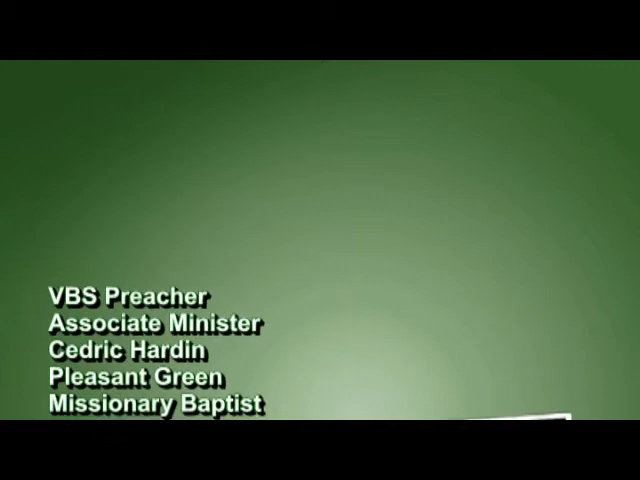 VBS Preacher
Associate Minister
Cedric Hardin
Pleasant Green
Missionary Baptist